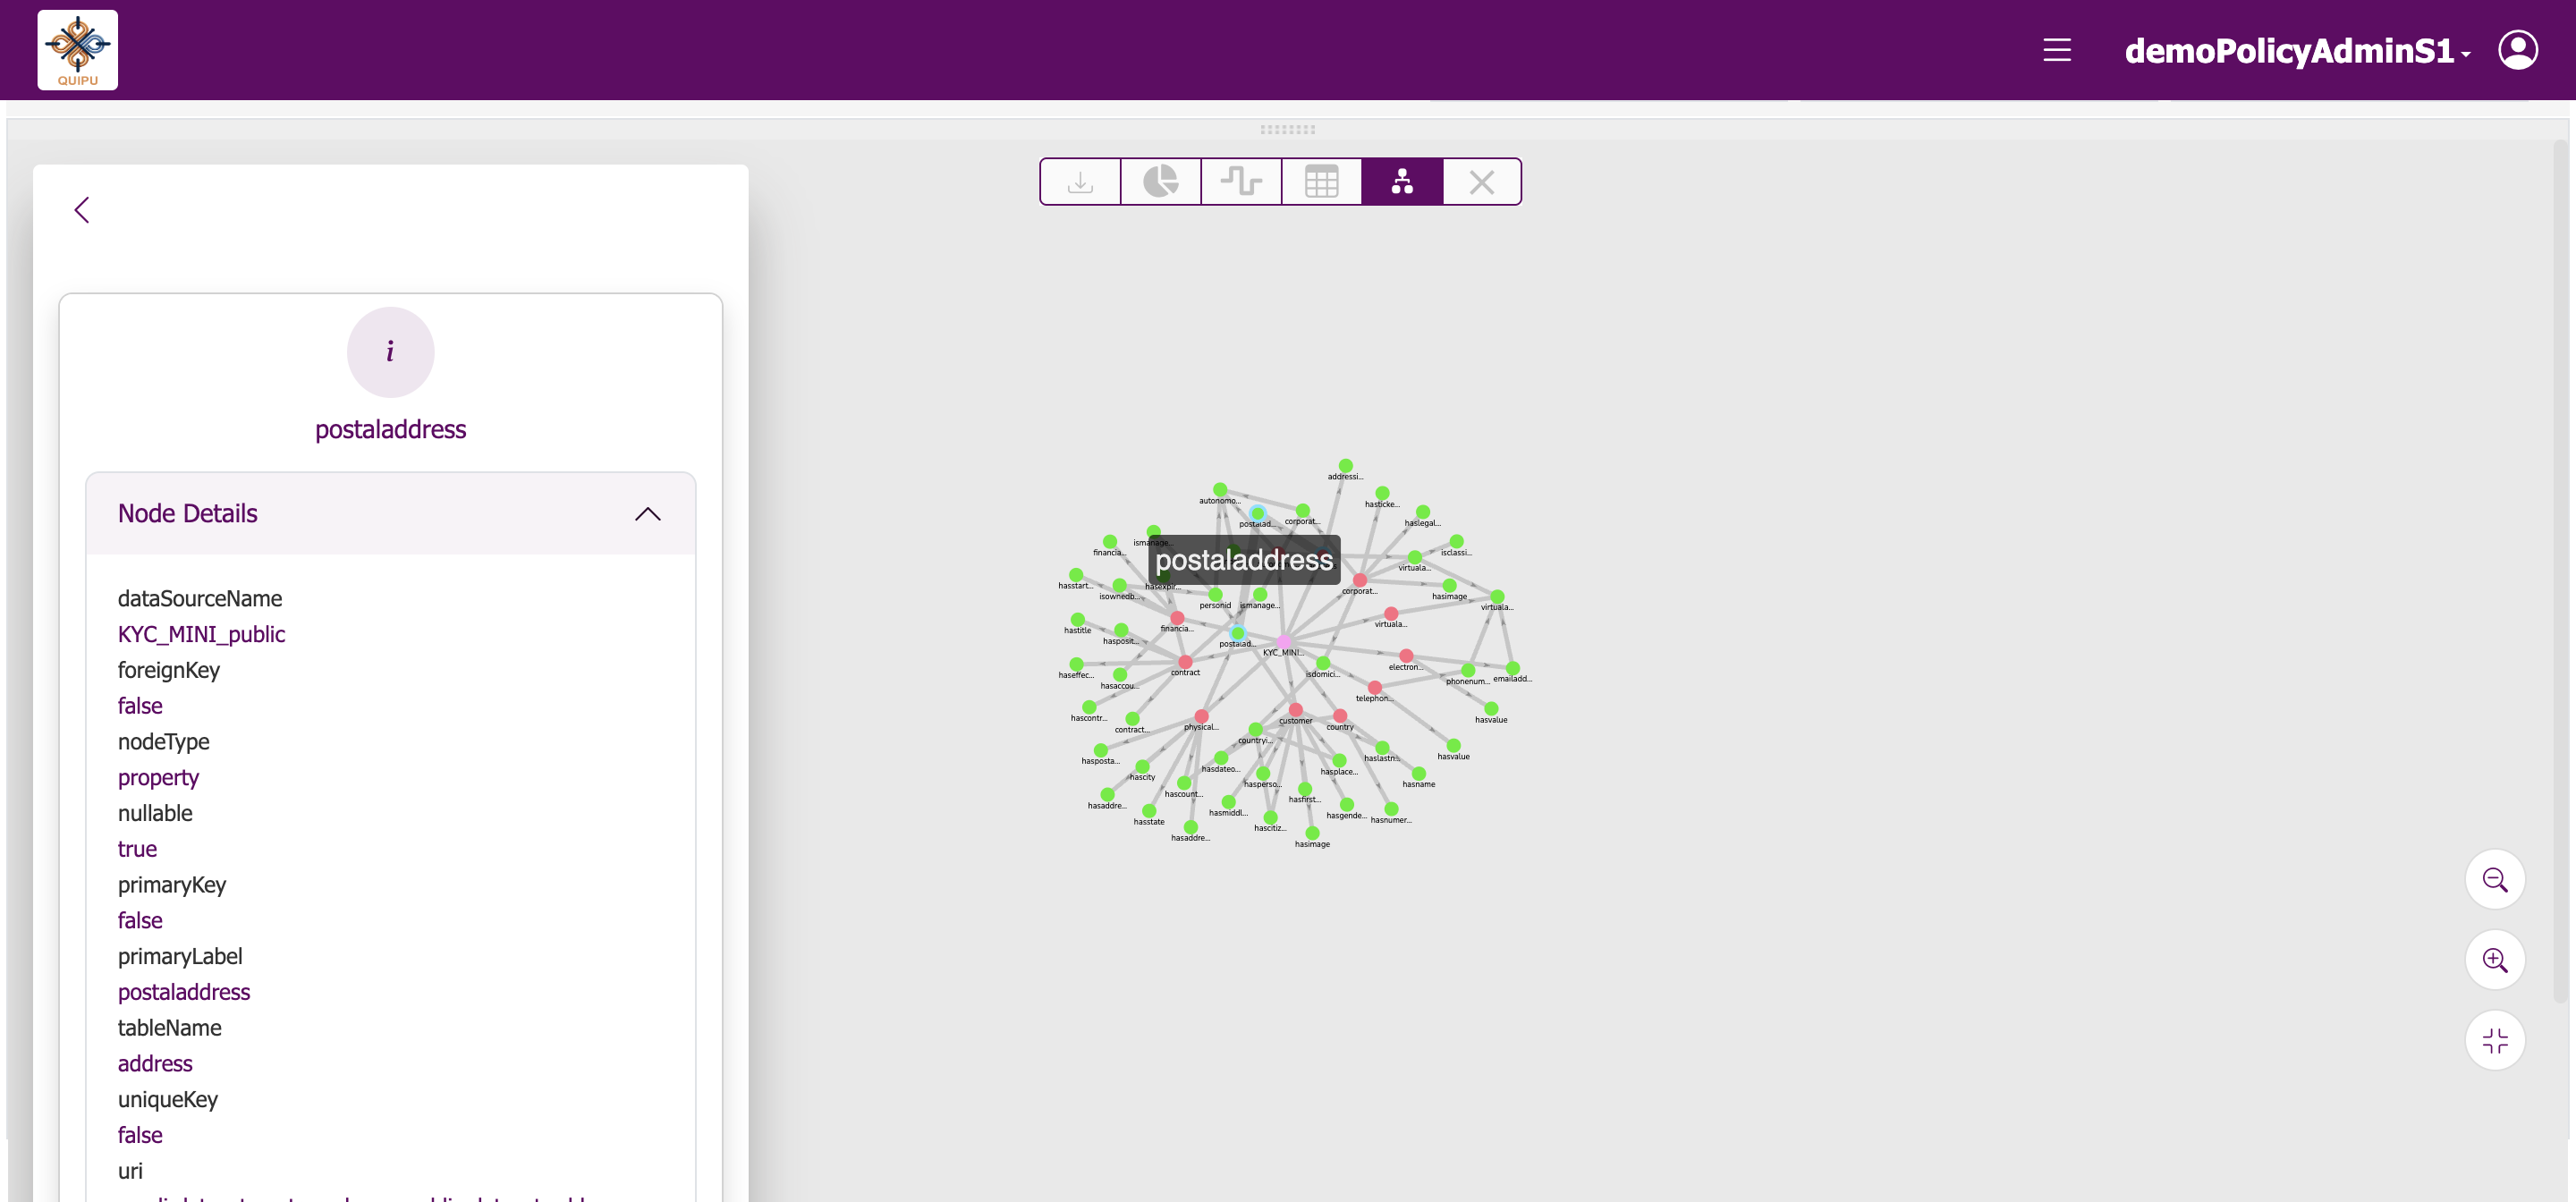 QUIPU
demoPolicyAdminS1
i
postaladdress
Node Details
dataSourceName
KYC_MINI_public
foreignKey
false
nodeType
property
nullable
true
primaryKey
false
primaryLabel
postaladdress
tableName
address
uniqueKey
false
uri
addressi...
autonomo...
hasticke...
postalad...
corporat...
haslegal...
ismanage...
financia...
isclassi...
postaladdress
virtuala...
hasstart...
hasexpir...
isownedb...
corporat...
hasimage
personid
ismanage...
virtuala...
hastitle
financia...
virtuala...
hasposit...
postalad...
KYC_MINI...
electron...
haseffec...
contract
isdomici...
phonenum...
emailadd...
hasaccou...
telephon...
hascontr...
contract...
physical...
customer
country
hasvalue
countryi...
hasposta...
haslastn...
hasvalue
hascity
hasdateo...
hasplace...
hasperso...
hasname
hascount...
hasaddre...
hasfirst...
hasstate
hasmiddl...
hasgende...
hasnumer...
hascitiz...
hasaddre...
hasimage